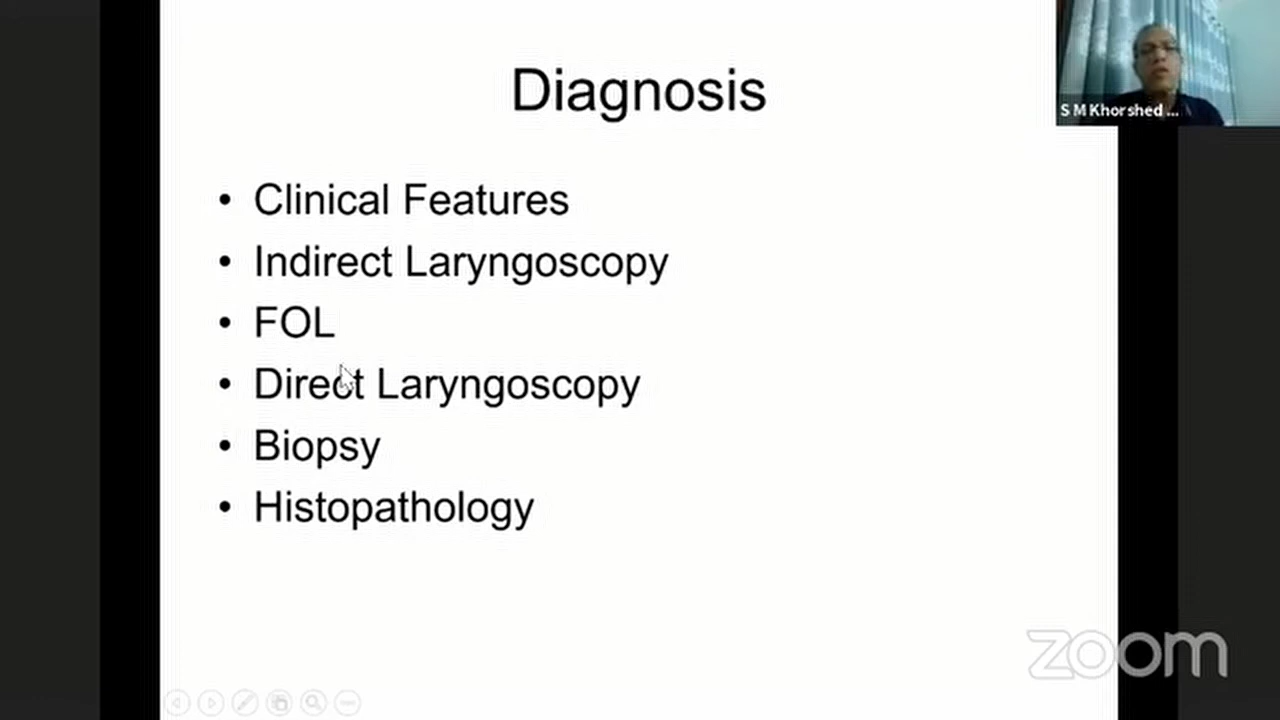 Diagnosis
S M Khorshed ...
• Clinical Features
• Indirect Laryngoscopy
• FOL
• Direct Laryngoscopy
• Biopsy
• Histopathology
zoom